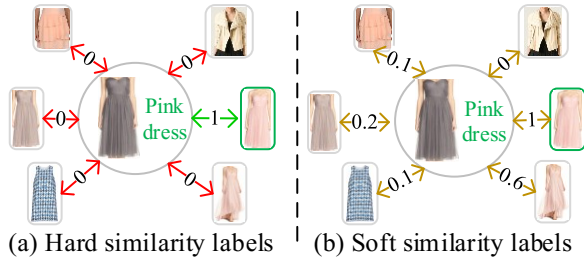 0
0
0
Pink
dress
1
0
0
(a) Hard similarity labels
0.1
0
0.2
Pink
dress
1
0.1
0.6
(b) Soft similarity labels